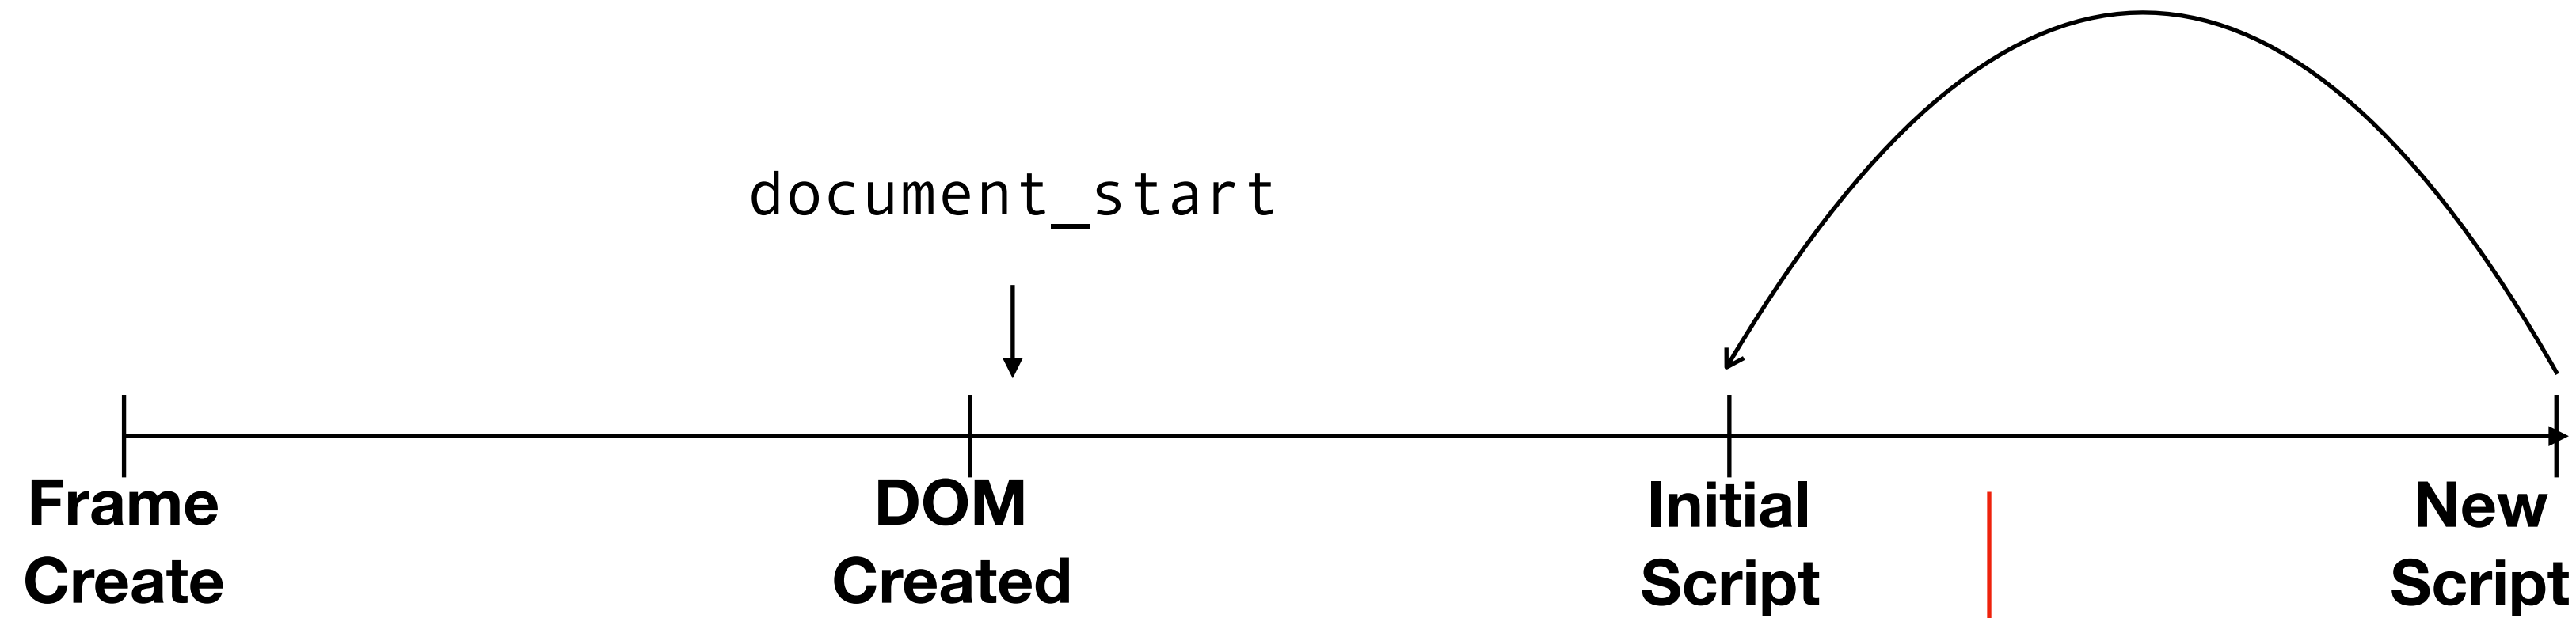 document_start
Frame
Create
DOM
Created
Initial
Script
New
Script